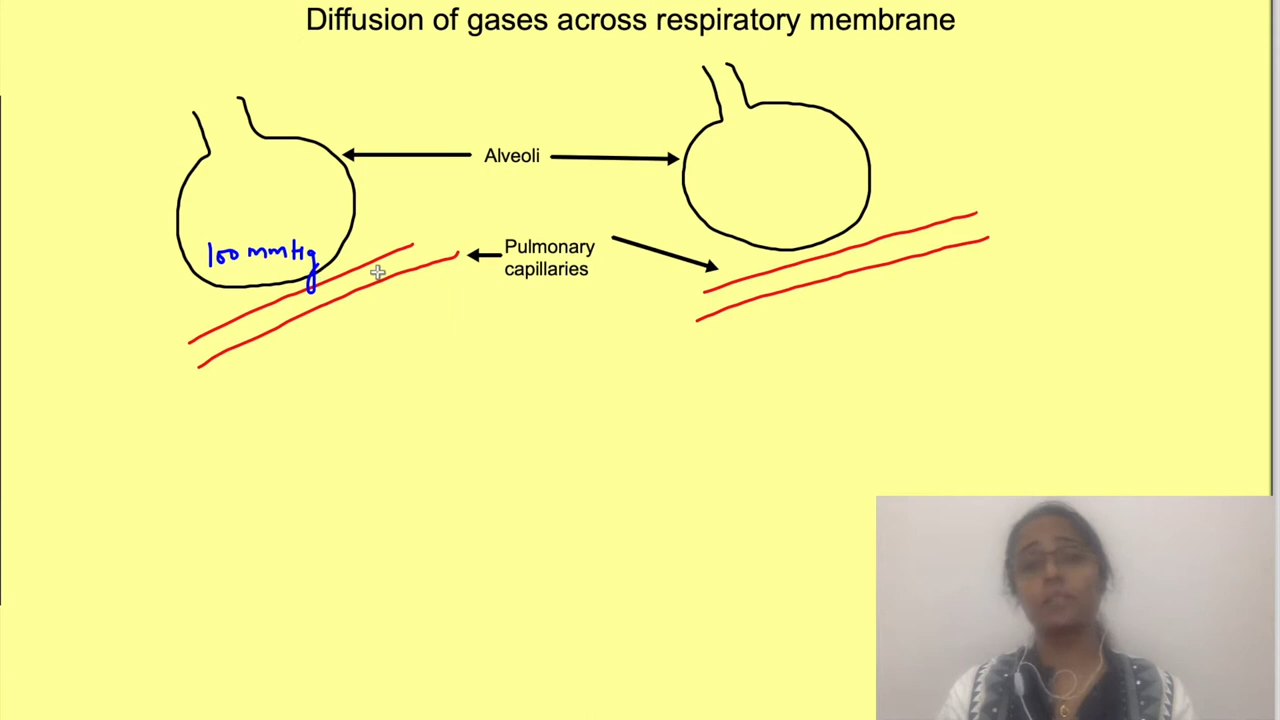 Diffusion of gases across respiratory membrane
Alveoli
100 mmHg
Pulmonary
capillaries